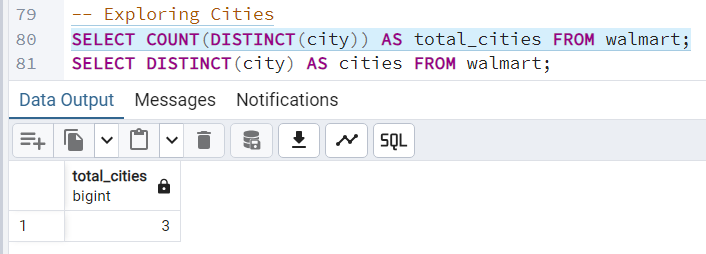 79 -- Exploring Cities
80 SELECT COUNT(DISTINCT(city)) AS total_cities FROM walmart;
81 SELECT DISTINCT(city) AS cities FROM walmart;
Data Output Messages Notifications
SQL
total_cities
bigint
1 3